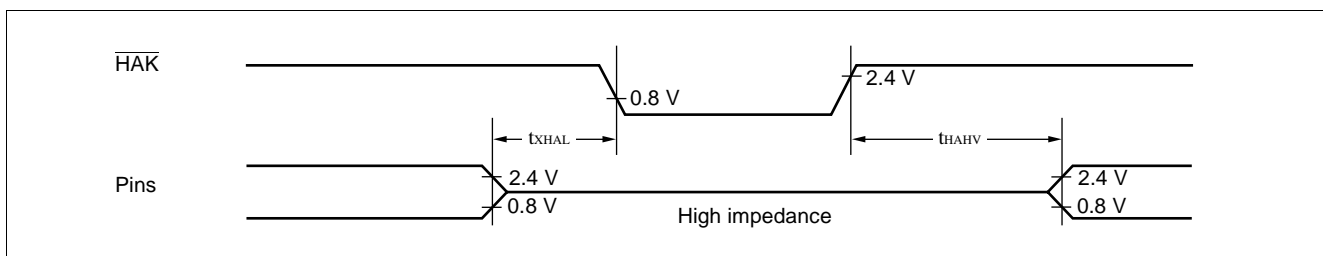 HAK
2.4 V
0.8 V
tXHAL
tHAHV
Pins
2.4 V
2.4 V
0.8 V
0.8 V
High impedance